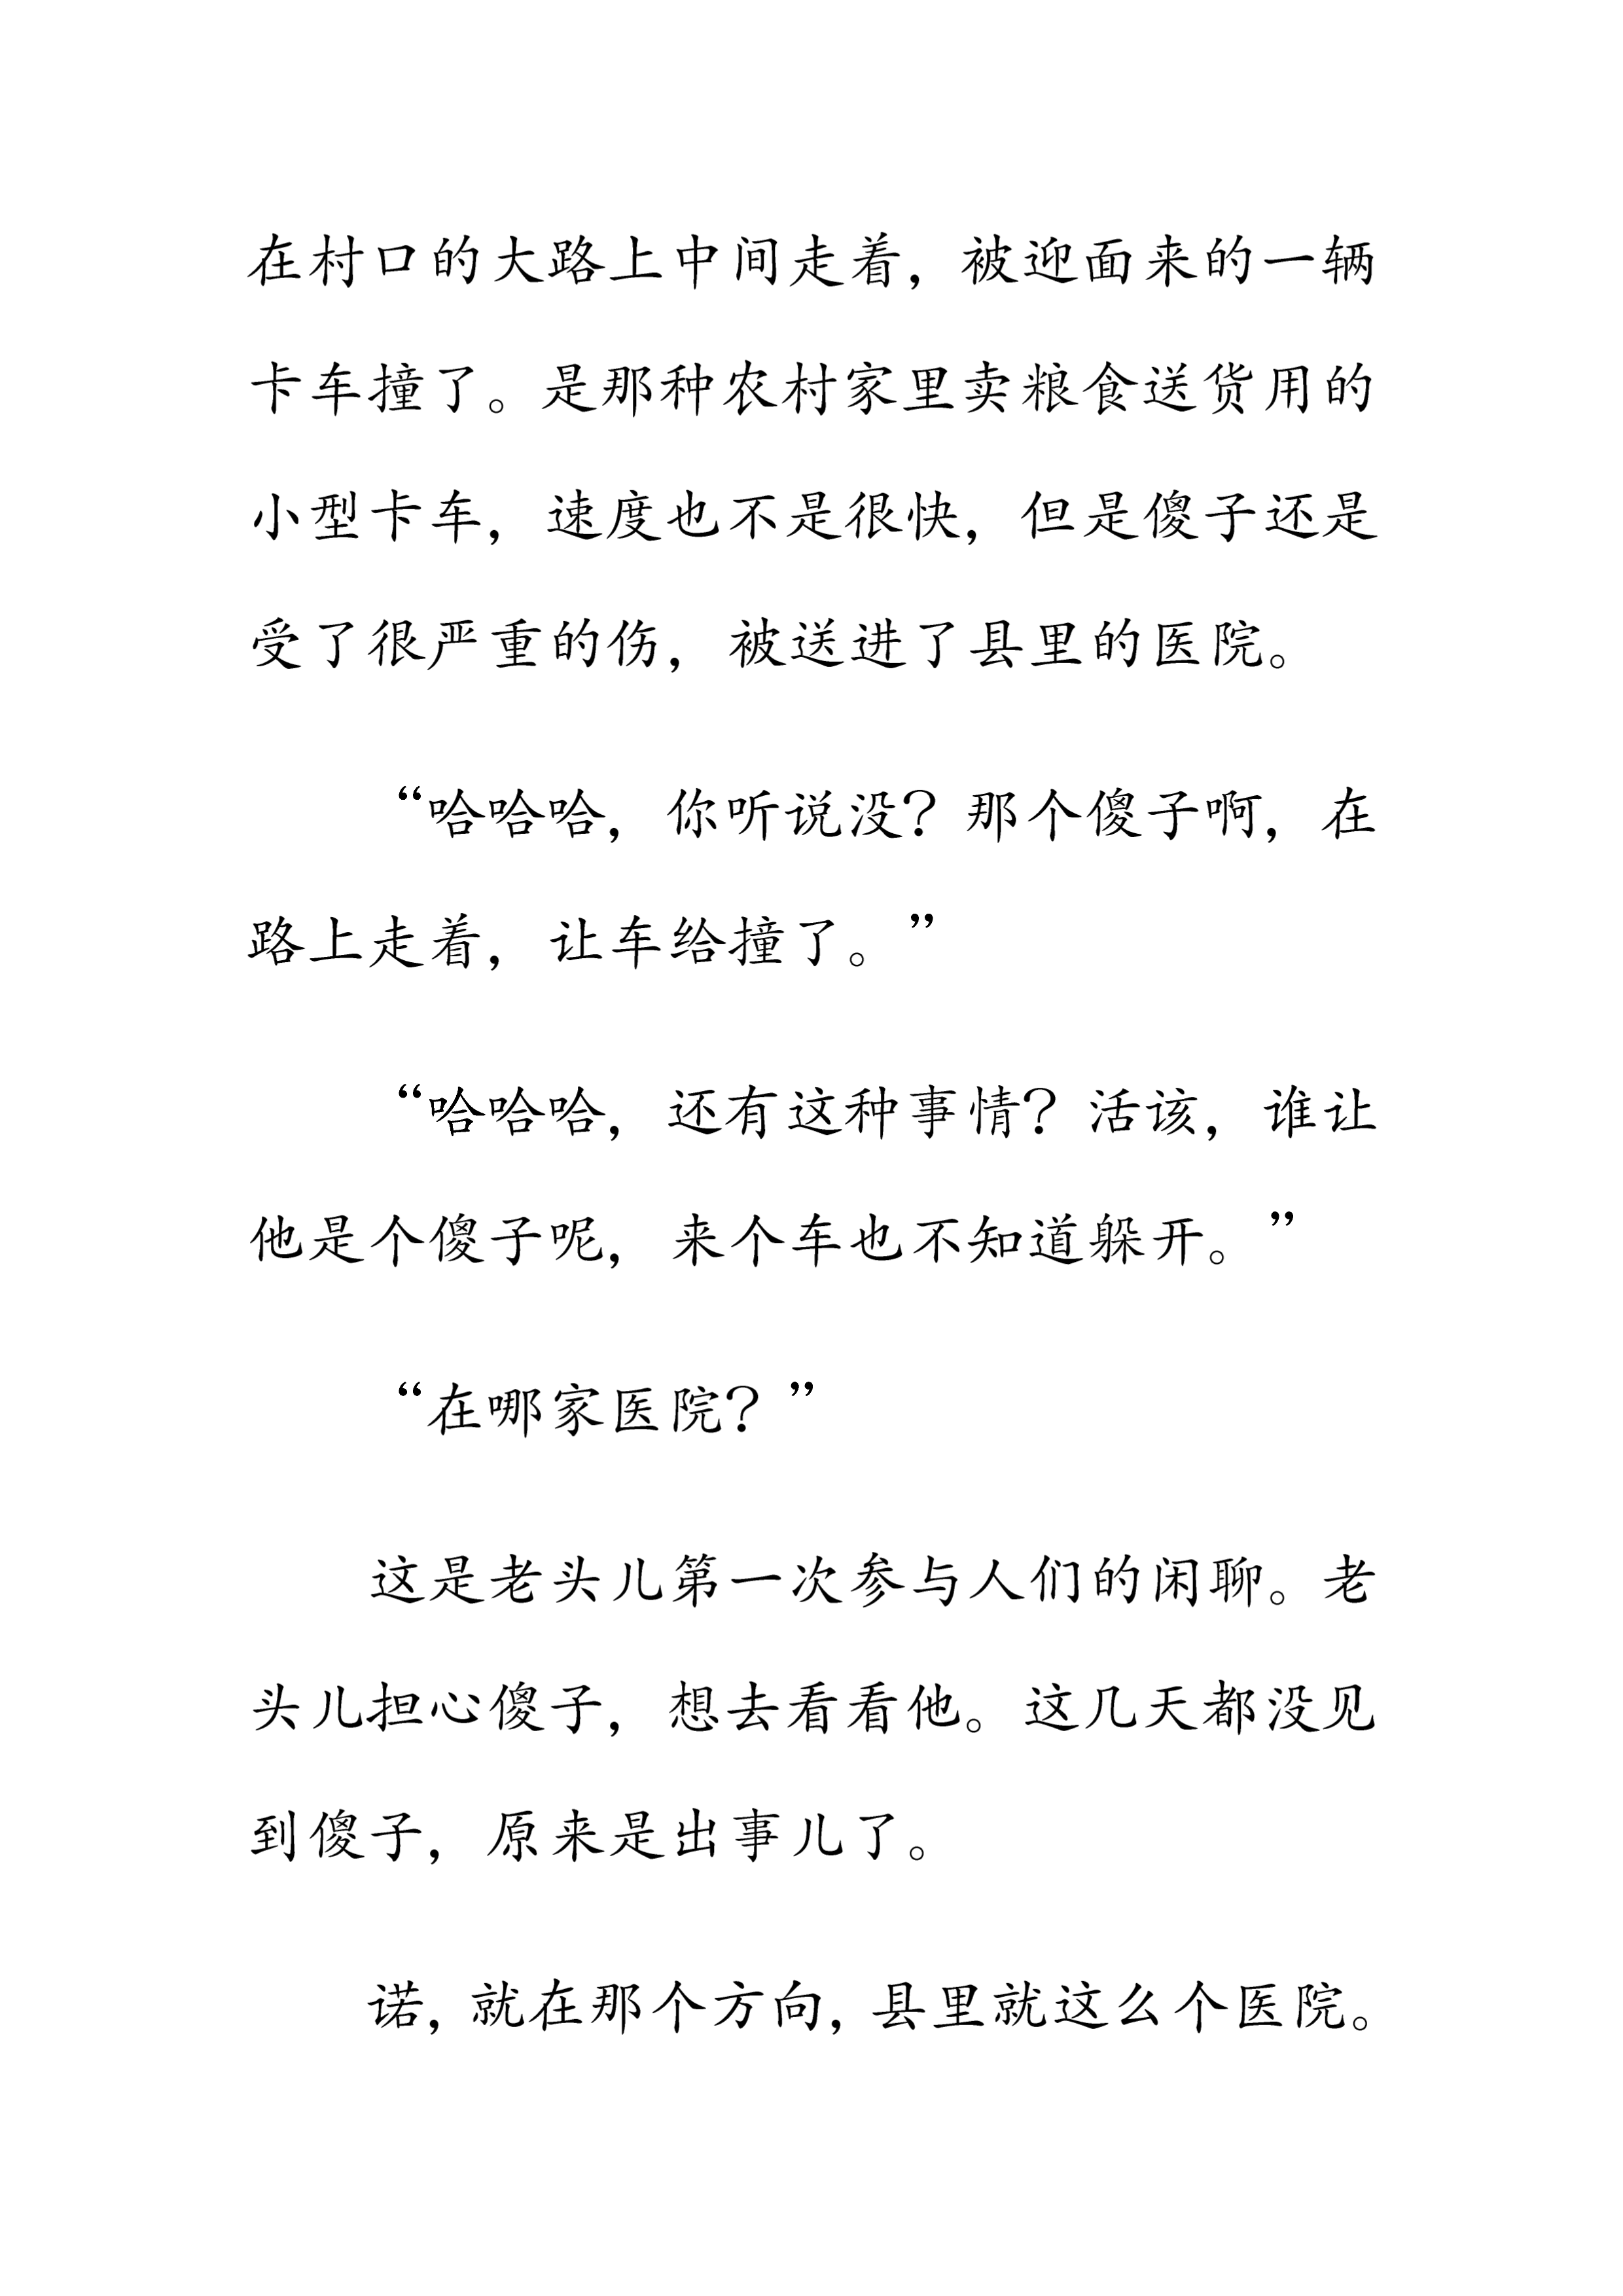 在村口的大路上中间走着，被迎面来的一辆
卡车撞了。是那种农村家里卖粮食送货用的
小型卡车，速度也不是很快，但是傻子还是
受了很严重的伤，被送进了县里的医院。
“哈哈哈，你听说没？那个傻子啊，在
路上走着，让车给撞了。”
“哈哈哈，还有这种事情？活该，谁让
他是个傻子呢，来个车也不知道躲开。”
“在哪家医院？”
这是老头儿第一次参与人们的闲聊。老
头儿担心傻子，想去看看他。这几天都没见
到傻子，原来是出事儿了。
诺，就在那个方向，县里就这么个医院。